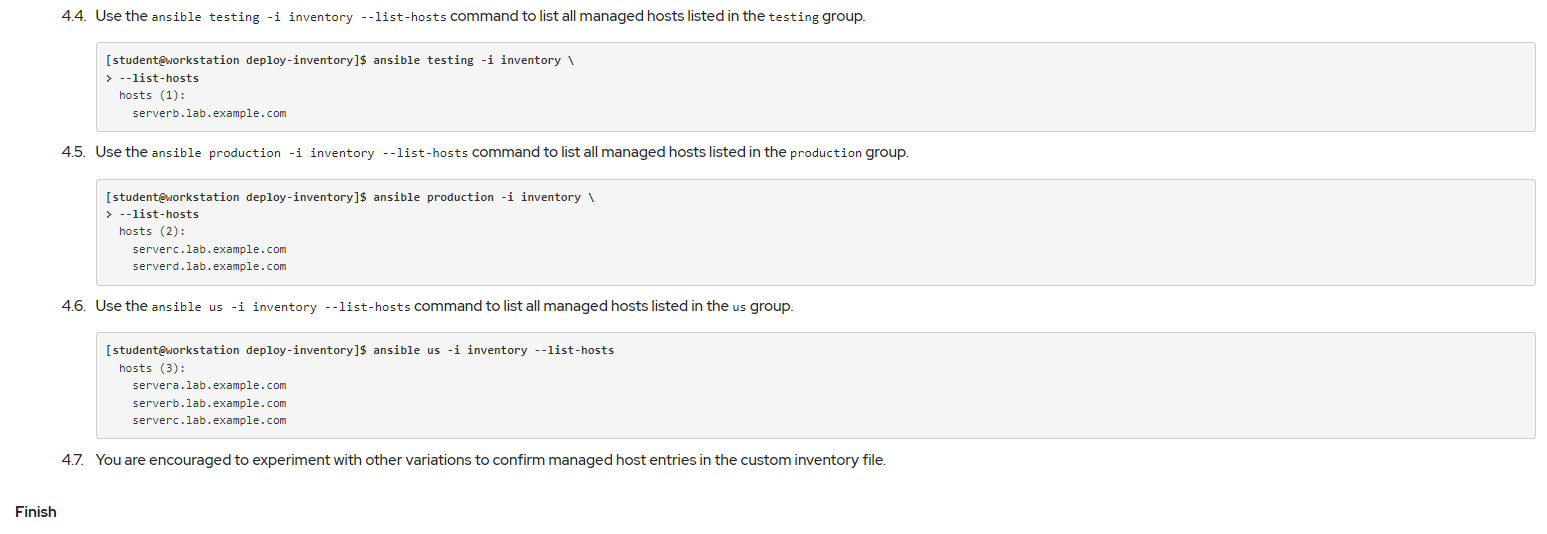 4.4. Use the ansible testing -i inventory --list-hosts command to list all managed hosts listed in the testing group.
[student@workstation deploy-inventory]$ ansible testing -i inventory \
> --list-hosts
hosts (1):
serverb.lab.example.com
4.5. Use the ansible production -i inventory --list-hosts command to list all managed hosts listed in the production group.
[student@workstation deploy-inventory]$ ansible production -i inventory \
> --list-hosts
hosts (2):
serverc.lab.example.com
serverd.lab.example.com
4.6. Use the ansible us -i inventory --list-hosts command to list all managed hosts listed in the us group.
[student@workstation deploy-inventory]$ ansible us -i inventory --list-hosts
hosts (3):
servera.lab.example.com
serverb.lab.example.com
serverc.lab.example.com
4.7. You are encouraged to experiment with other variations to confirm managed host entries in the custom inventory file.
Finish